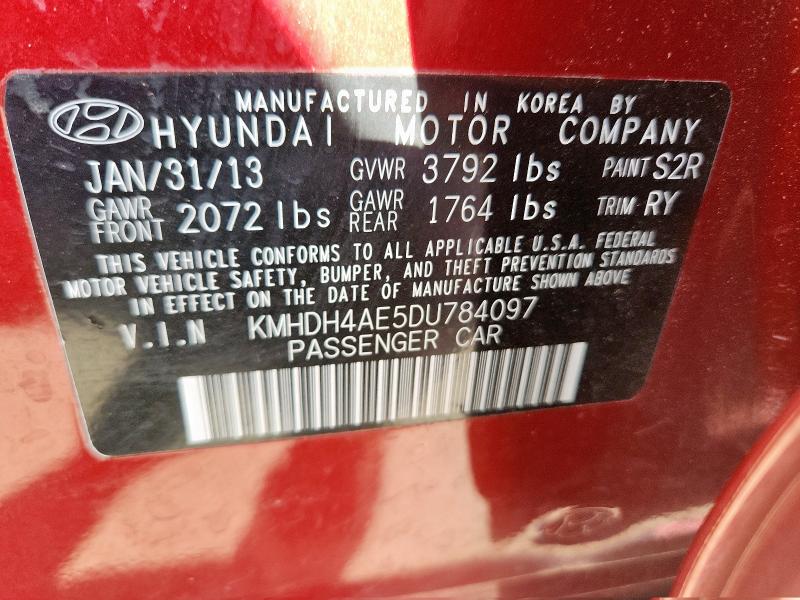 MANUFACTURED IN KOREA BY
HYUNDAI MOTOR COMPANY
JAN/31/13 GVWR 3792 lbs PAINT S2R
GAWR FRONT 2072 lbs GAWR REAR 1764 lbs TRIM RY
THIS VEHICLE CONFORMS TO ALL APPLICABLE U.S.A. FEDERAL
MOTOR VEHICLE SAFETY, BUMPER, AND THEFT PREVENTION STANDARDS
IN EFFECT ON THE DATE OF MANUFACTURE SHOWN ABOVE
V.I.N KMHDH4AE5DU784097
PASSENGER CAR